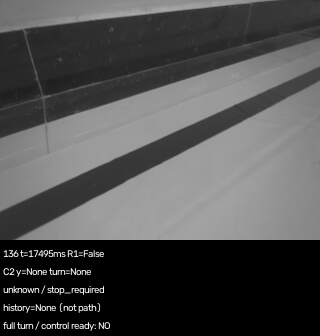 136 t=17495ms R1=False
C2 y=None turn=None
unknown / stop_required
history=None (not path)
full turn / control ready: NO